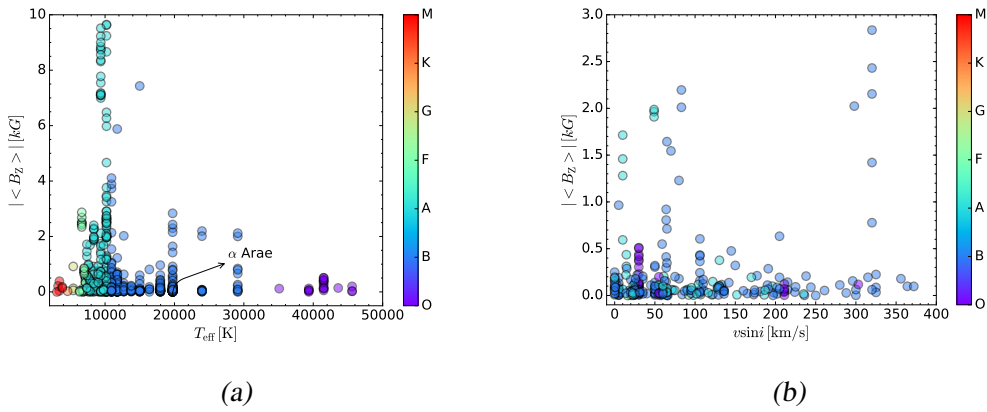 10
8
6
4
2
0
| < B_Z > | [kG]
α Arae
0 10000 20000 30000 40000 50000
T_eff [K]
M
K
G
F
A
B
O
(a)
3.0
2.5
2.0
1.5
1.0
0.5
0.0
| < B_Z > | [kG]
0 50 100 150 200 250 300 350 400
vsini [km/s]
M
K
G
F
A
B
O
(b)